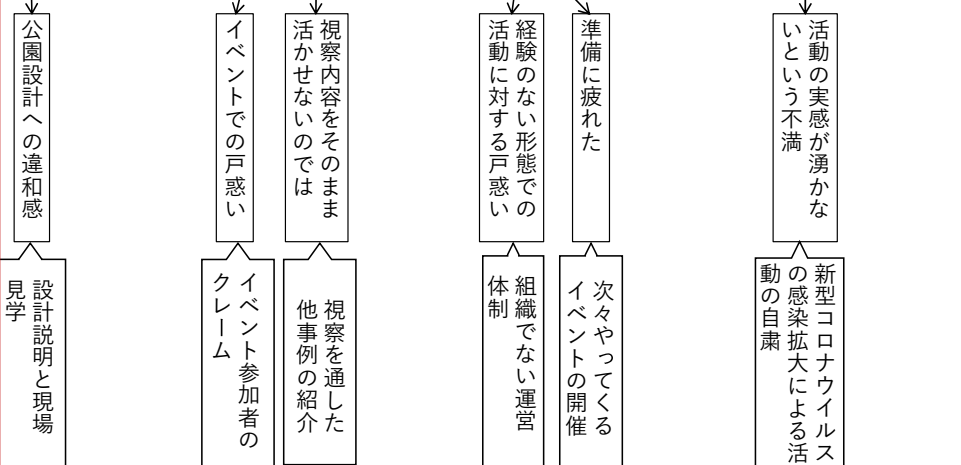 活動の実感が湧かな
いという不満
準備に疲れた
経験のない形態での
活動に対する戸惑い
視察内容をそのまま
活かせないのでは
イベントでの戸惑い
公園設計への違和感
新型コロナウイルス
の感染拡大による活
動の自粛
次々やってくる
イベントの開催
組織でない運営
体制
視察を通した
他事例の紹介
イベント参加者の
クレーム
設計説明と現場
見学